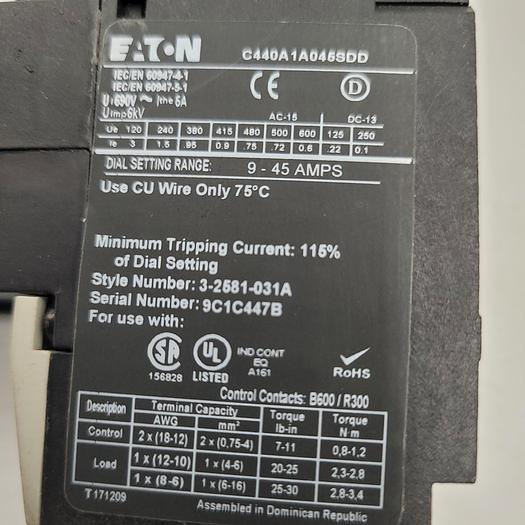 EATON C440A1A045SDD
IEC/EN 60947-4-1
IEC/EN 60947-5-1
Ui 690V ~ Ithe 6A
Uimp6kV
CE D
AC-15 DC-13
Ue 120 240 380 415 480 500 600 125 250
Ie 3 1.5 .95 0.9 .75 .72 0.6 .22 0.1
DIAL SETTING RANGE: 9 - 45 AMPS
Use CU Wire Only 75°C
Minimum Tripping Current: 115%
of Dial Setting
Style Number: 3-2581-031A
Serial Number: 9C1C447B
For use with:
SA UL IND CONT
EQ
A161
156828 LISTED RoHS
Control Contacts: B600 / R300
Description Terminal Capacity Torque Torque
AWG mm² lb-in N·m
Control 2 x (18-12) 2 x (0,75-4) 7-11 0,8-1,2
Load 1 x (12-10) 1 x (4-6) 20-25 2,3-2,8
1 x (8-6) 1 x (6-16) 25-30 2,8-3,4
T171209 Assembled in Dominican Republic